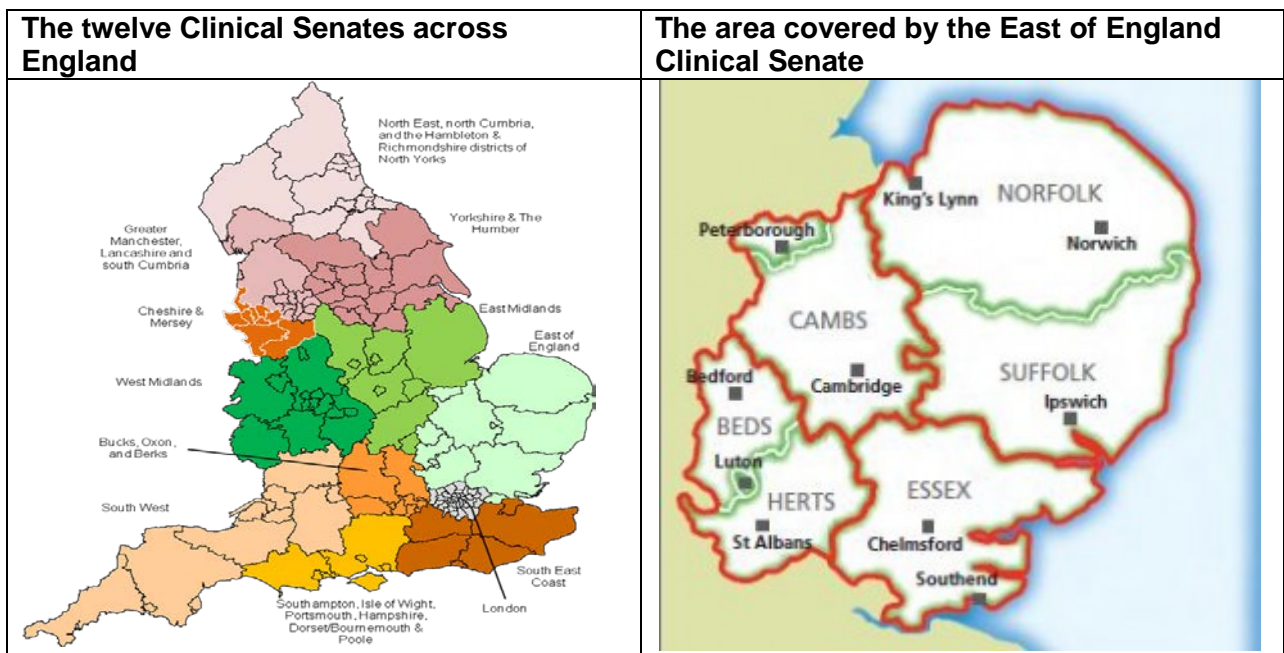 The twelve Clinical Senates across
England
The area covered by the East of England
Clinical Senate
North East, north Cumbria,
and the Hambleton &
Richmondshire districts of
North Yorks
Greater
Manchester,
Lancashire and
south Cumbria
Yorkshire & The
Humber
Cheshire &
Mersey
East Midlands
East of
England
West Midlands
Bucks, Oxon,
and Berks
South West
South East
Coast
London
Southampton, Isle of Wight,
Portsmouth, Hampshire,
Dorset/Bournemouth &
Poole
King's Lynn
NORFOLK
Peterborough
Norwich
CAMBS
Bedford
Cambridge
SUFFOLK
Ipswich
BEDS
Luton
HERTS
ESSEX
St Albans
Chelmsford
Southend